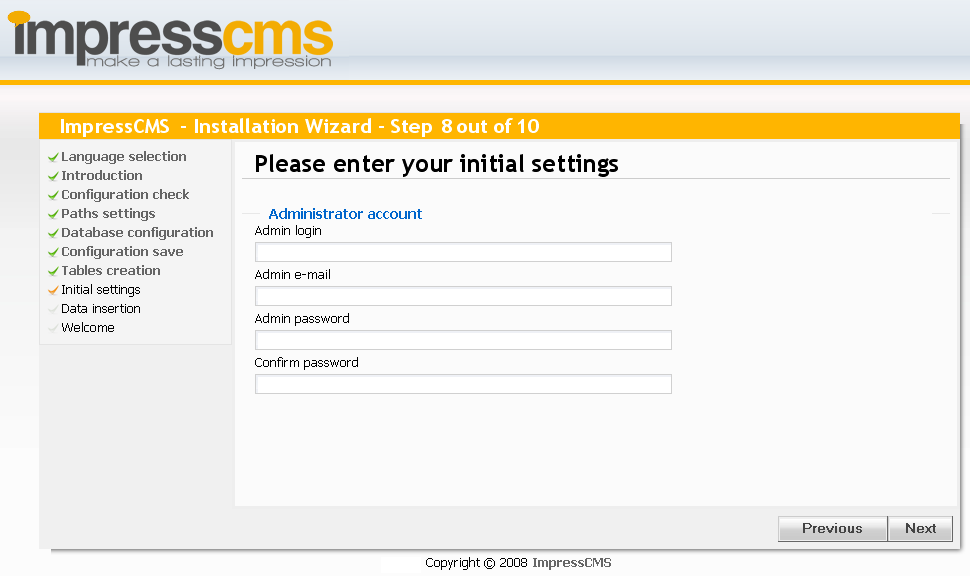 impresscms
make a lasting impression
ImpressCMS - Installation Wizard - Step 8 out of 10
Language selection
Introduction
Configuration check
Paths settings
Database configuration
Configuration save
Tables creation
Initial settings
Data insertion
Welcome
Please enter your initial settings
Administrator account
Admin login
Admin e-mail
Admin password
Confirm password
Previous
Next
Copyright © 2008 ImpressCMS